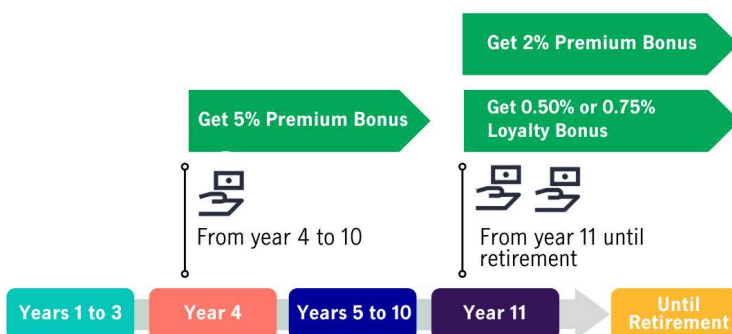 Get 2% Premium Bonus
Get 5% Premium Bonus
Get 0.50% or 0.75%
Loyalty Bonus
From year 4 to 10
From year 11 until
retirement
Years 1 to 3
Year 4
Years 5 to 10
Year 11
Until
Retirement